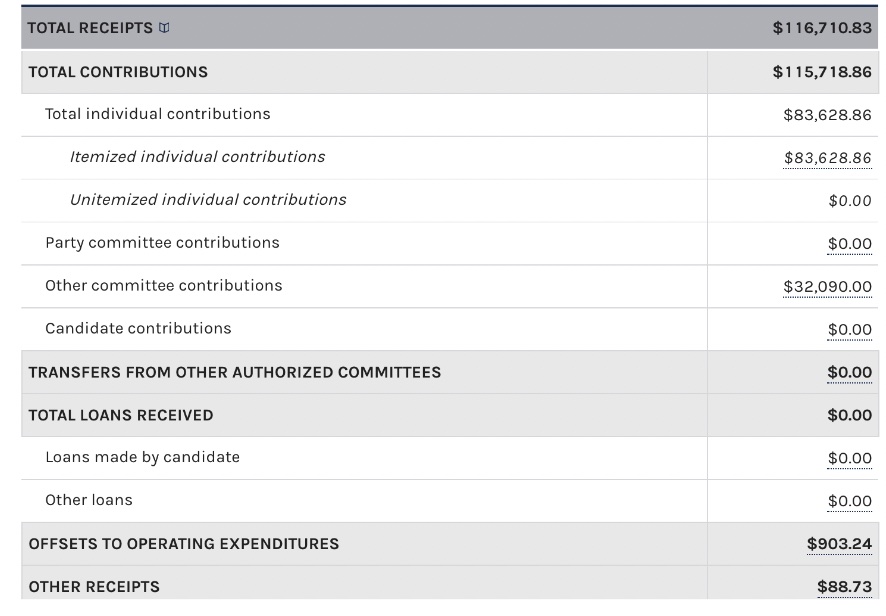 TOTAL RECEIPTS $116,710.83
TOTAL CONTRIBUTIONS $115,718.86
Total individual contributions $83,628.86
Itemized individual contributions $83,628.86
Unitemized individual contributions $0.00
Party committee contributions $0.00
Other committee contributions $32,090.00
Candidate contributions $0.00
TRANSFERS FROM OTHER AUTHORIZED COMMITTEES $0.00
TOTAL LOANS RECEIVED $0.00
Loans made by candidate $0.00
Other loans $0.00
OFFSETS TO OPERATING EXPENDITURES $903.24
OTHER RECEIPTS $88.73